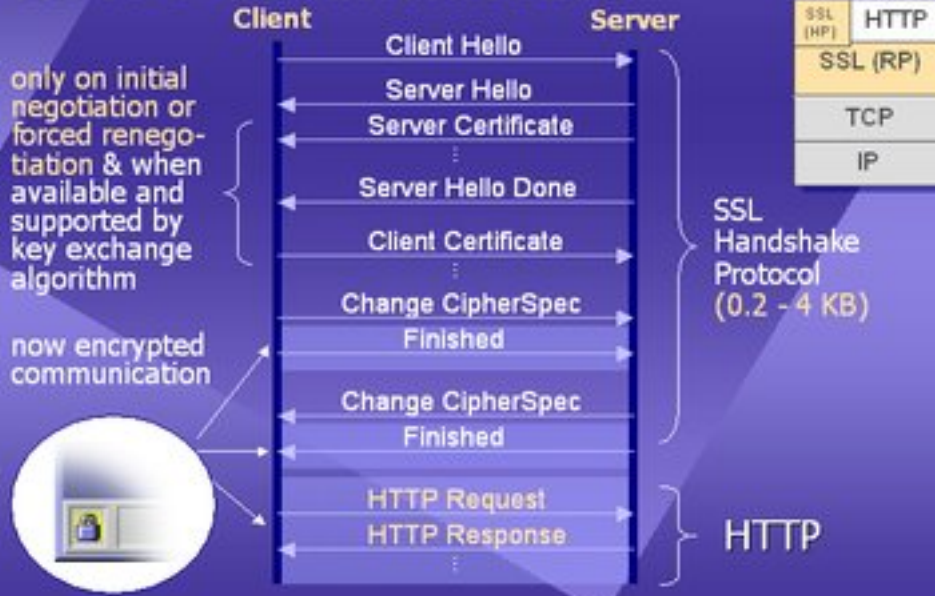 Client
Server
SSL
(HP)
HTTP
SSL (RP)
TCP
IP
only on initial
negotiation or
forced renego-
tiation & when
available and
supported by
key exchange
algorithm
now encrypted
communication
Client Hello
Server Hello
Server Certificate
Server Hello Done
Client Certificate
Change CipherSpec
Finished
Change CipherSpec
Finished
HTTP Request
HTTP Response
SSL
Handshake
Protocol
(0.2 - 4 KB)
HTTP